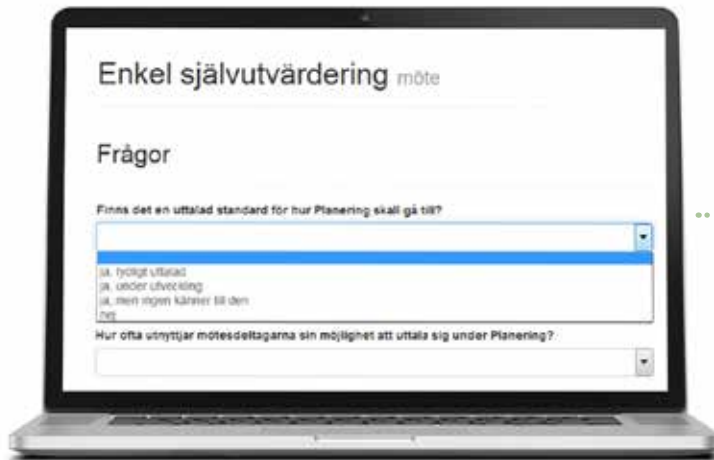 Enkel självutvärdering möte
Frågor
Finns det en uttalad standard för hur Planering skall gå till?
ja, tydligt uttalad
ja, under utveckling
ja, men ingen känner till den
nej
Hur ofta utnyttjar mötesdeltagarna sin möjlighet att uttala sig under Planering?